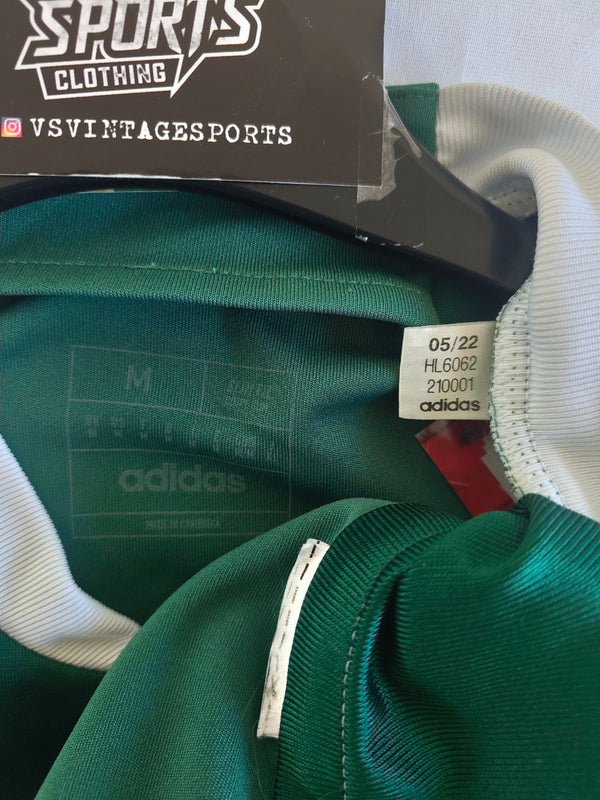 SPORTS
CLOTHING
VSVINTAGESPORTS
05/22
HL6062
210001
adidas
M
adidas
MADE IN CAMBODIA